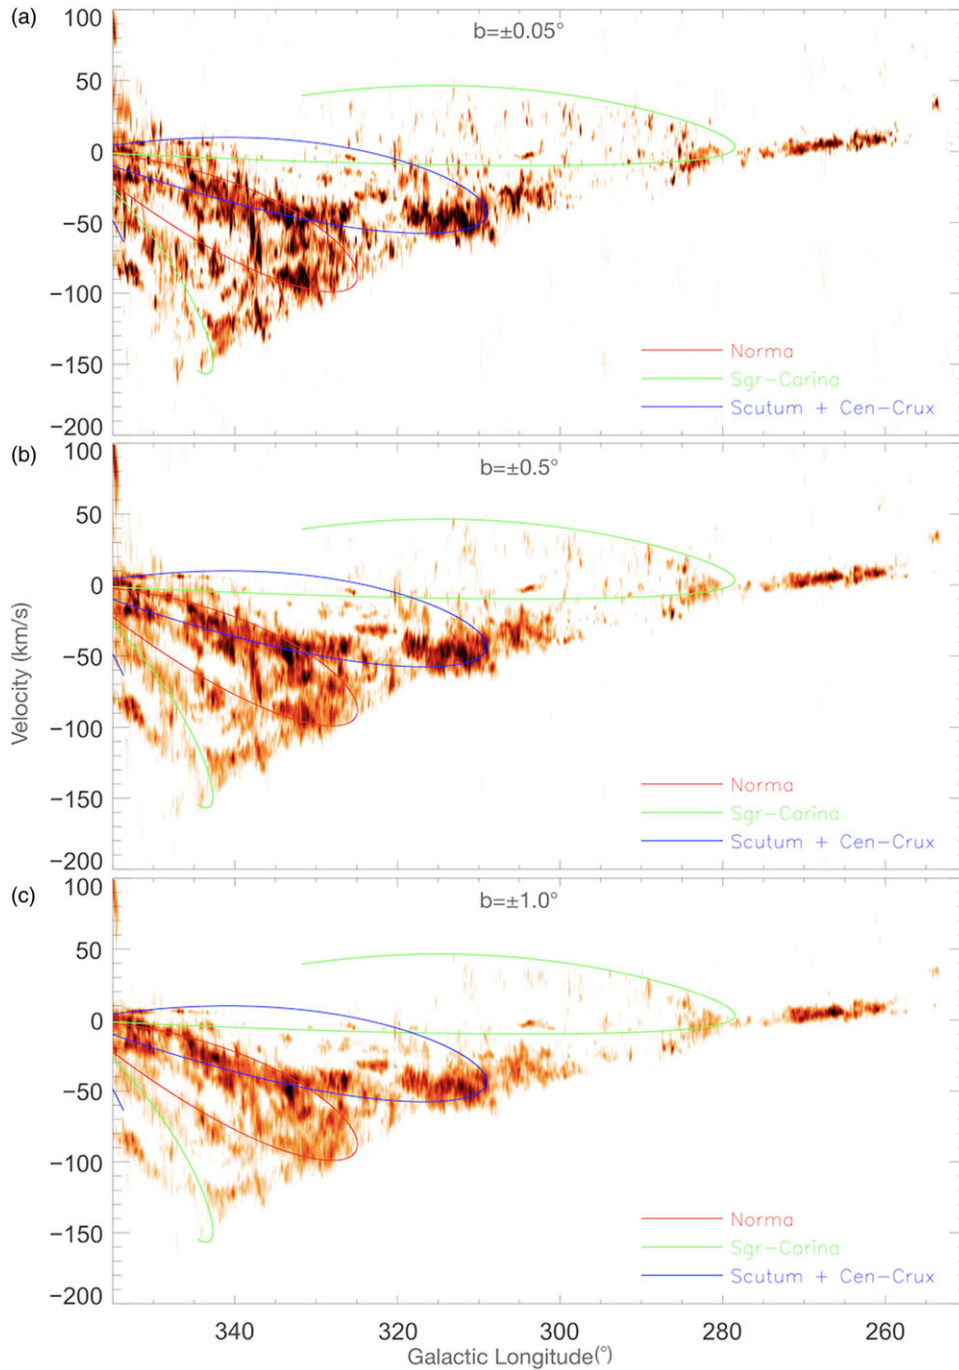 (a)
b=±0.05°
100
50
0
−50
−100
−150
−200
Norma
Sgr−Carina
Scutum + Cen−Crux
(b)
b=±0.5°
100
50
0
−50
−100
−150
−200
Velocity (km/s)
Norma
Sgr−Carina
Scutum + Cen−Crux
(c)
b=±1.0°
100
50
0
−50
−100
−150
−200
Norma
Sgr−Carina
Scutum + Cen−Crux
340 320 300 280 260
Galactic Longitude(°)